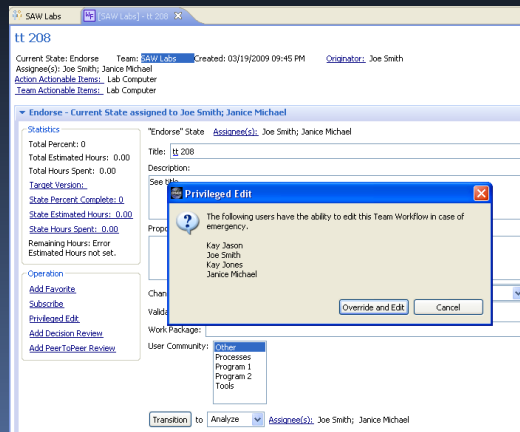 SAW Labs [SAW Labs] - tt 208
tt 208
Current State: Endorse Team: SAW Labs Created: 03/19/2009 09:45 PM Originator: Joe Smith
Assignee(s): Joe Smith; Janice Michael
Action Actionable Items: Lab Computer
Team Actionable Items: Lab Computer
Endorse - Current State assigned to Joe Smith; Janice Michael
Statistics
Total Percent: 0
Total Estimated Hours: 0.00
Total Hours Spent: 0.00
Target Version:
State Percent Complete: 0
State Estimated Hours: 0.00
State Hours Spent: 0.00
Remaining Hours: Error
Estimated Hours not set.
Operation
Add Favorite
Subscribe
Privileged Edit
Add Decision Review
Add PeerToPeer Review
"Endorse" State Assignee(s): Joe Smith; Janice Michael
Title: tt 208
Description:
See title
Privileged Edit
The following users have the ability to edit this Team Workflow in case of
emergency.
Kay Jason
Joe Smith
Kay Jones
Janice Michael
Override and Edit Cancel
Work Package:
User Community: Other
Processes
Program 1
Program 2
Tools
Transition to Analyze Assignee(s): Joe Smith; Janice Michael